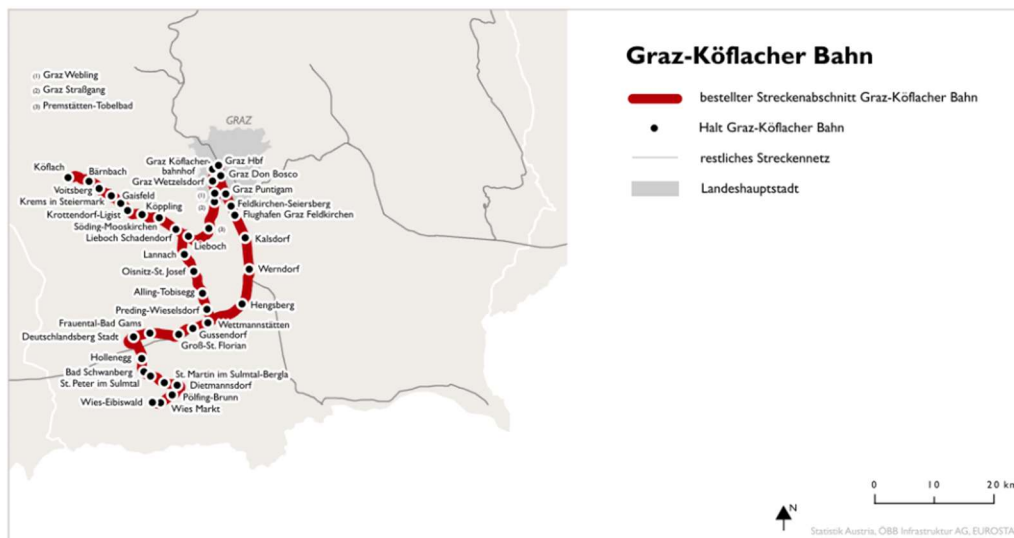 Graz-Köflacher Bahn
bestellter Streckenabschnitt Graz-Köflacher Bahn
Halt Graz-Köflacher Bahn
restliches Streckennetz
Landeshauptstadt
(1) Graz Webling
(2) Graz Straßgang
(3) Premstätten-Tobelbad
GRAZ
Graz Köflacher-
bahnhof
Graz Hbf
Graz Don Bosco
Graz Wetzelsdorf
Graz Puntigam
(1)
(2)
(3)
Feldkirchen-Seiersberg
Flughafen Graz Feldkirchen
Köflach
Bärnbach
Voitsberg
Gaisfeld
Krems in Steiermark
Köppling
Krottendorf-Ligist
Söding-Mooskirchen
Lieboch Schadendorf
Lieboch
Kalsdorf
Lannach
Oisnitz-St. Josef
Werndorf
Alling-Tobisegg
Hengsberg
Preding-Wieselsdorf
Wettmannstätten
Frauental-Bad Gams
Gussendorf
Deutschlandsberg Stadt
Groß-St. Florian
Hollenegg
Bad Schwanberg
St. Martin im Sulmtal-Bergla
St. Peter im Sulmtal
Dietmannsdorf
Pölfing-Brunn
Wies-Eibiswald
Wies Markt
0 10 20 km
N
Statistik Austria, ÖBB Infrastruktur AG, EUROSTA